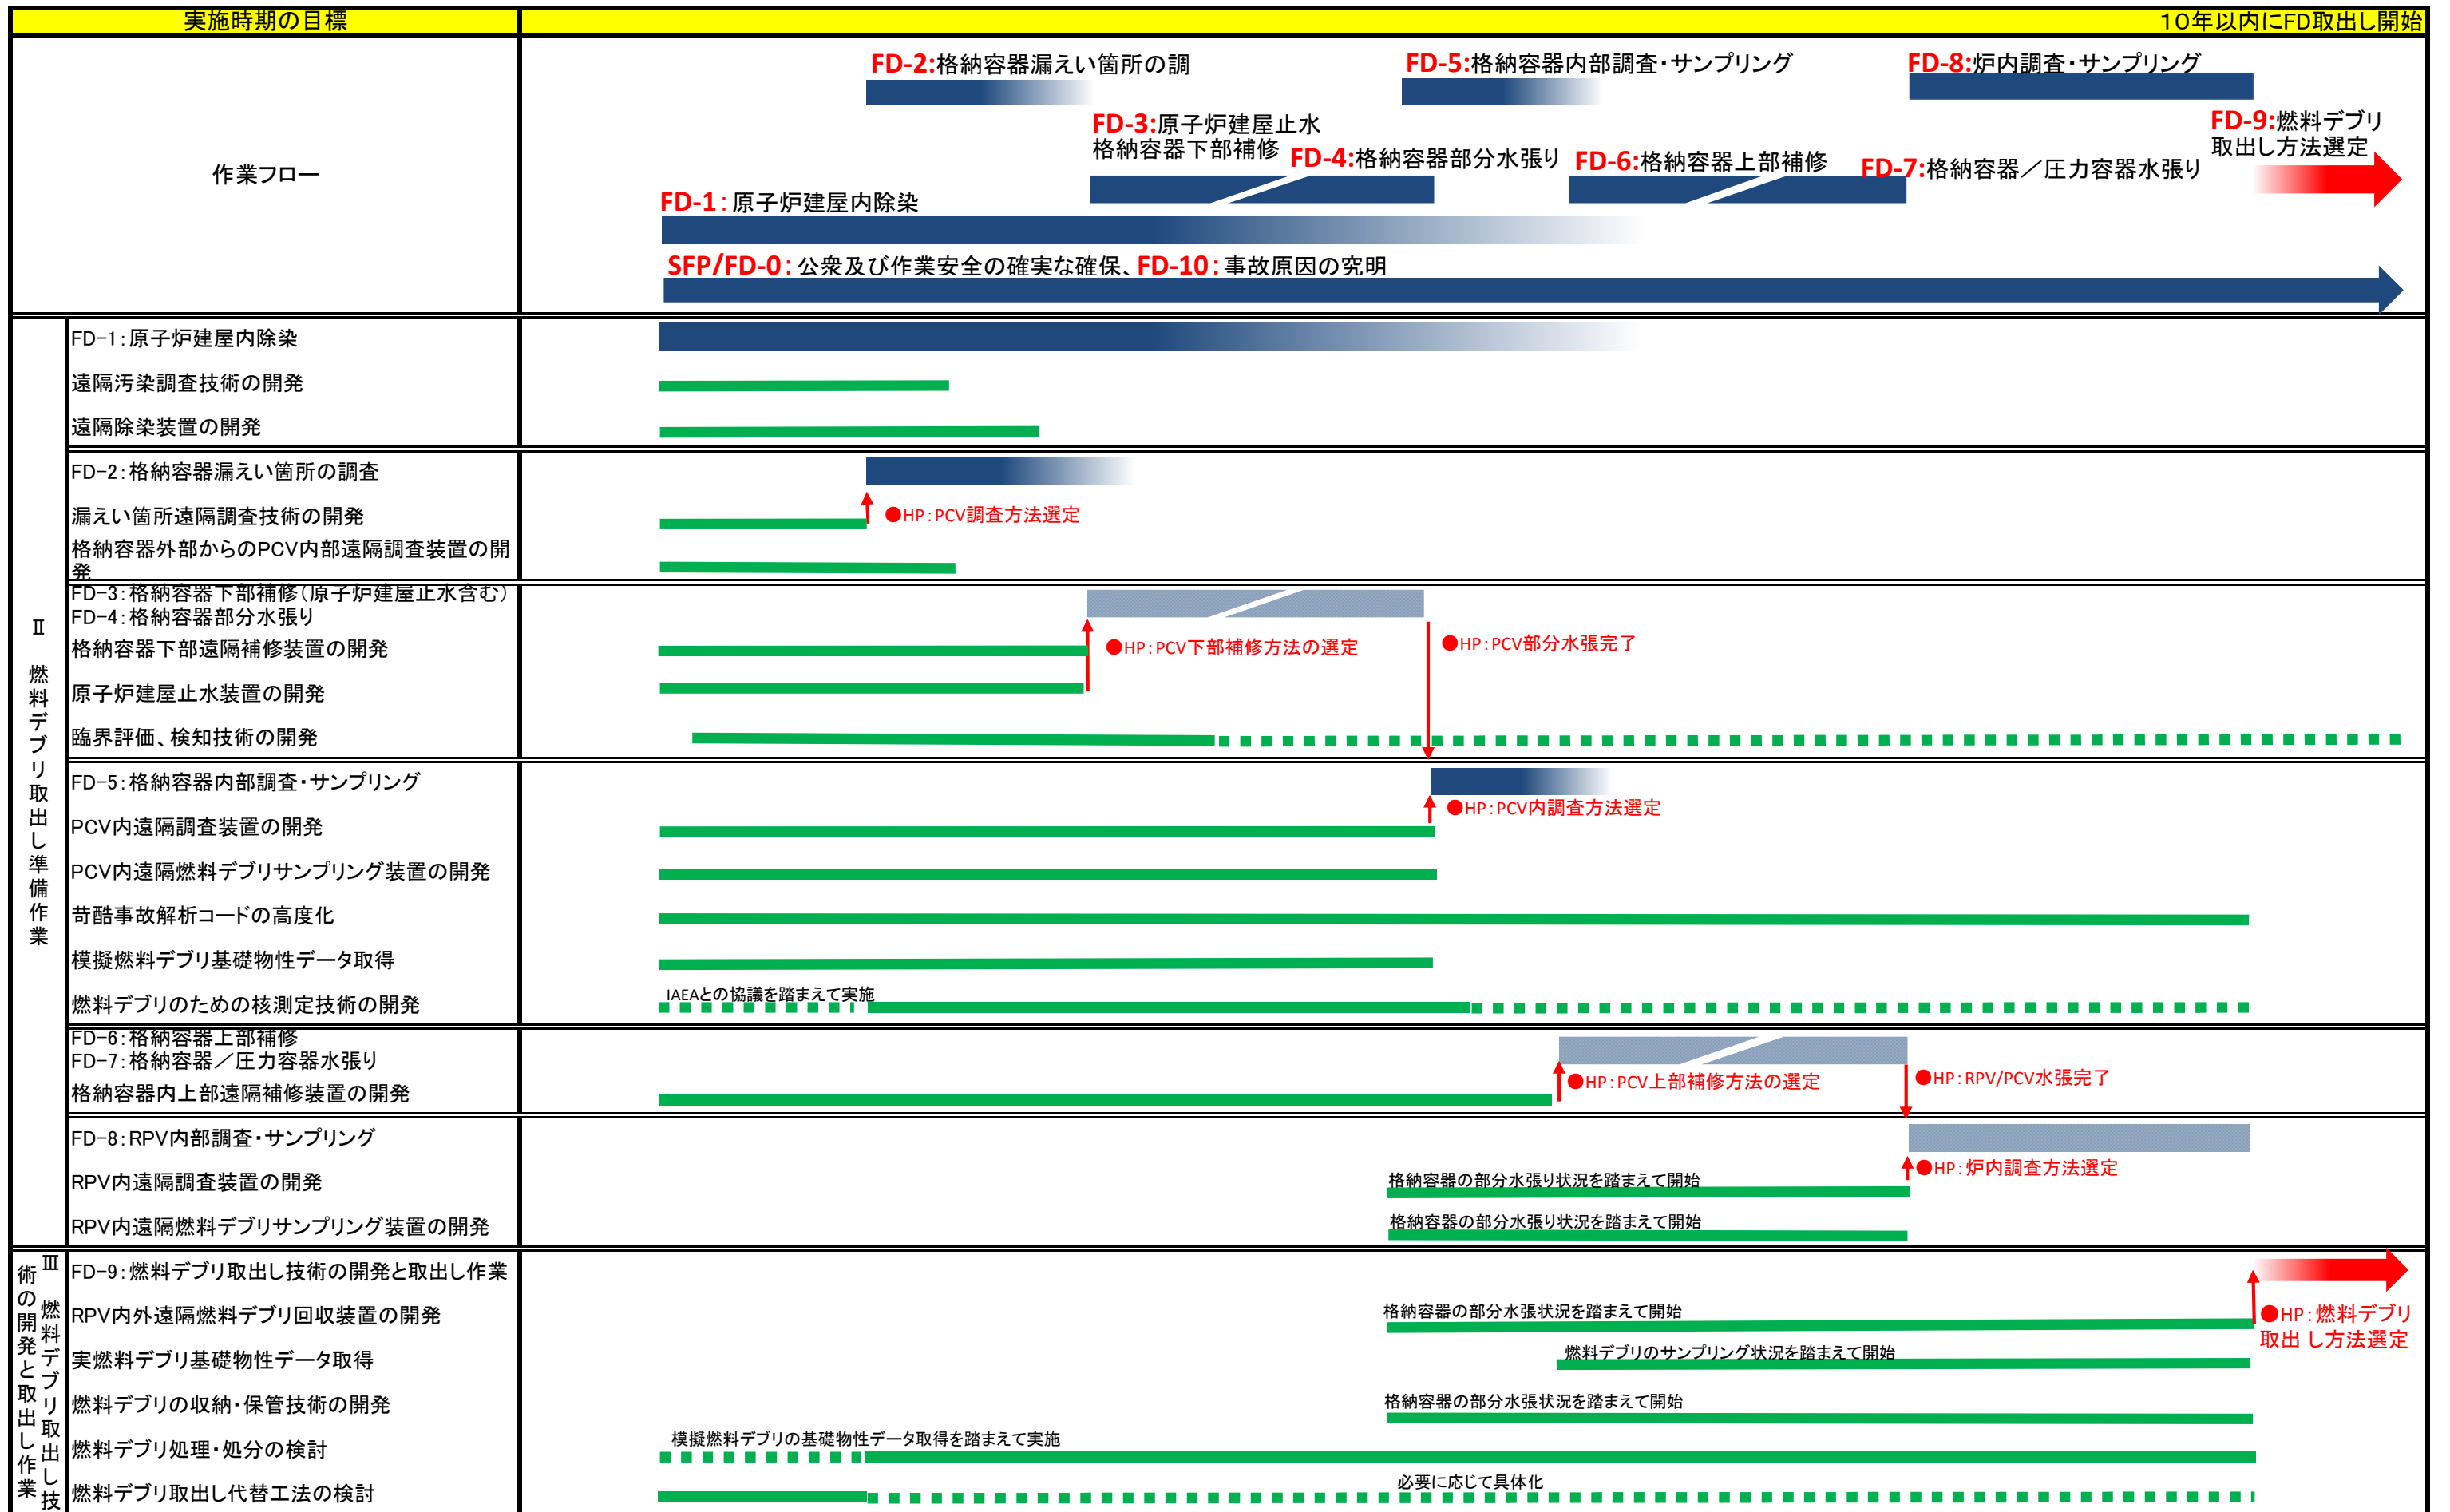 実施時期の目標
10年以内にFD取出し開始
作業フロー
FD-2:格納容器漏えい箇所の調
FD-5:格納容器内部調査・サンプリング
FD-8:炉内調査・サンプリング
FD-3:原子炉建屋止水
格納容器下部補修
FD-4:格納容器部分水張り
FD-6:格納容器上部補修
FD-7:格納容器／圧力容器水張り
FD-9:燃料デブリ
取出し方法選定
FD-1：原子炉建屋内除染
SFP/FD-0：公衆及び作業安全の確実な確保、FD-10：事故原因の究明
Ⅱ 燃料デブリ取出し準備作業
FD-1：原子炉建屋内除染
遠隔汚染調査技術の開発
遠隔除染装置の開発
FD-2：格納容器漏えい箇所の調査
漏えい箇所遠隔調査技術の開発
●HP：PCV調査方法選定
格納容器外部からのPCV内部遠隔調査装置の開
発
FD-3：格納容器下部補修（原子炉建屋止水含む）
FD-4：格納容器部分水張り
格納容器下部遠隔補修装置の開発
●HP：PCV下部補修方法の選定
●HP：PCV部分水張完了
原子炉建屋止水装置の開発
臨界評価、検知技術の開発
FD-5：格納容器内部調査・サンプリング
●HP：PCV内調査方法選定
PCV内遠隔調査装置の開発
PCV内遠隔燃料デブリサンプリング装置の開発
苛酷事故解析コードの高度化
模擬燃料デブリ基礎物性データ取得
燃料デブリのための核測定技術の開発
IAEAとの協議を踏まえて実施
FD-6：格納容器上部補修
FD-7：格納容器／圧力容器水張り
格納容器内上部遠隔補修装置の開発
●HP：PCV上部補修方法の選定
●HP：RPV/PCV水張完了
FD-8：RPV内部調査・サンプリング
●HP：炉内調査方法選定
RPV内遠隔調査装置の開発
格納容器の部分水張り状況を踏まえて開始
RPV内遠隔燃料デブリサンプリング装置の開発
格納容器の部分水張り状況を踏まえて開始
Ⅲ 燃料デブリ取出し技
術の開発と取出し作業
FD-9：燃料デブリ取出し技術の開発と取出し作業
RPV内外遠隔燃料デブリ回収装置の開発
格納容器の部分水張状況を踏まえて開始
●HP：燃料デブリ
取出 し方法選定
実燃料デブリ基礎物性データ取得
燃料デブリのサンプリング状況を踏まえて開始
燃料デブリの収納・保管技術の開発
格納容器の部分水張状況を踏まえて開始
燃料デブリ処理・処分の検討
模擬燃料デブリの基礎物性データ取得を踏まえて実施
燃料デブリ取出し代替工法の検討
必要に応じて具体化